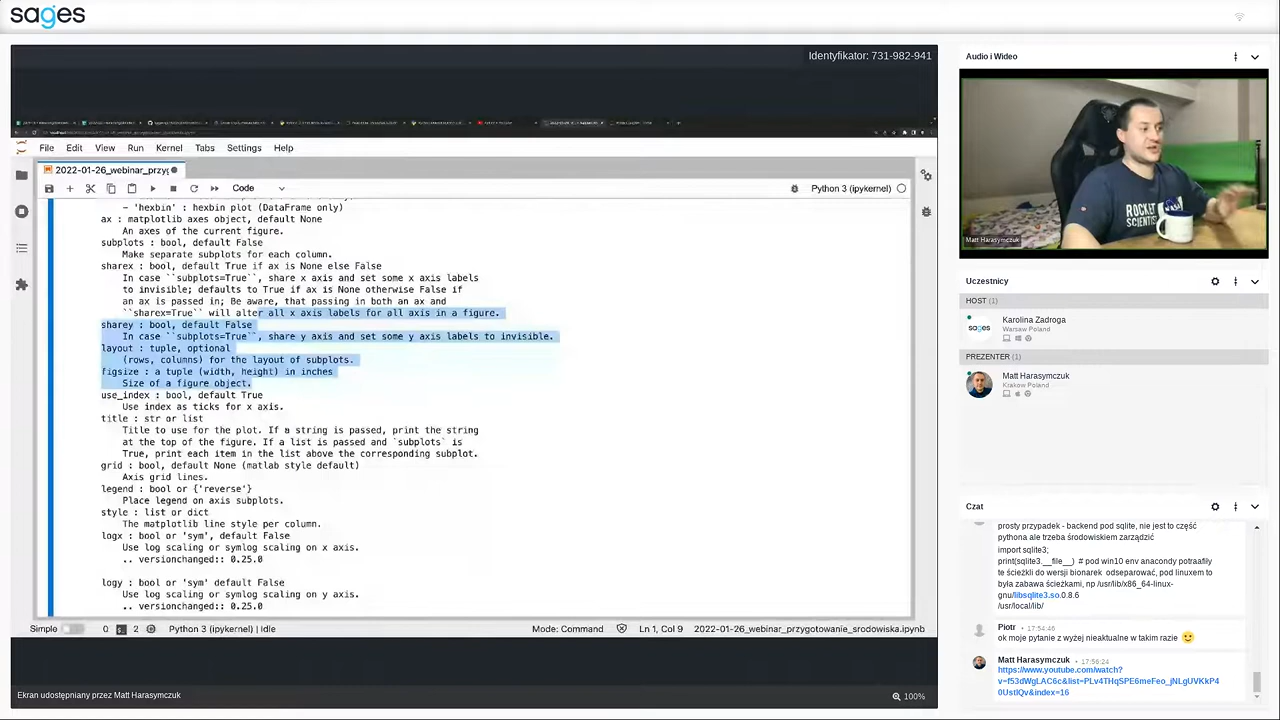 sages
Identyfikator: 731-982-941
File Edit View Run Kernel Tabs Settings Help
2022-01-26_webinar_przyg
Code
Python 3 (ipykernel)
- 'hexbin' : hexbin plot (DataFrame only)
ax : matplotlib axes object, default None
An axes of the current figure.
subplots : bool, default False
Make separate subplots for each column.
sharex : bool, default True if ax is None else False
In case ``subplots=True``, share x axis and set some x axis labels
to invisible; defaults to True if ax is None otherwise False if
an ax is passed in; Be aware, that passing in both an ax and
``sharex=True`` will alter all x axis labels for all axis in a figure.
sharey : bool, default False
In case ``subplots=True``, share y axis and set some y axis labels to invisible.
layout : tuple, optional
(rows, columns) for the layout of subplots.
figsize : a tuple (width, height) in inches
Size of a figure object.
use_index : bool, default True
Use index as ticks for x axis.
title : str or list
Title to use for the plot. If a string is passed, print the string
at the top of the figure. If a list is passed and `subplots` is
True, print each item in the list above the corresponding subplot.
grid : bool, default None (matlab style default)
Axis grid lines.
legend : bool or {'reverse'}
Place legend on axis subplots.
style : list or dict
The matplotlib line style per column.
logx : bool or 'sym', default False
Use log scaling or symlog scaling on x axis.
.. versionchanged:: 0.25.0
logy : bool or 'sym' default False
Use log scaling or symlog scaling on y axis.
.. versionchanged:: 0.25.0
Simple 0 2 Python 3 (ipykernel) | Idle Mode: Command Ln 1, Col 9 2022-01-26_webinar_przygotowanie_srodowiska.ipynb
Ekran udostępniany przez Matt Harasymczuk
100%
Audio i Wideo
ROCKET
SCIENTIST
Matt Harasymczuk
Uczestnicy
HOST (1)
sages
Karolina Zadroga
Warsaw Poland
PREZENTER (1)
Matt Harasymczuk
Krakow Poland
Czat
prosty przypadek - backend pod sqlite, nie jest to część
pythona ale trzeba środowiskiem zarządzić
import sqlite3;
print(sqlite3.__file__) # pod win10 env anacondy potraafiły
te ścieżkli do wersji bionarek odseparować, pod linuxem to
była zabawa ścieżkami, np /usr/lib/x86_64-linux-
gnu/libsqlite3.so.0.8.6
/usr/local/lib/
Piotr • 17:54:46
ok moje pytanie z wyżej nieaktualne w takim razie
Matt Harasymczuk • 17:56:24
https://www.youtube.com/watch?
v=f53dWgLAC6c&list=PLv4THqSPE6meFeo_jNLgUVKkP4
0UstIQv&index=16